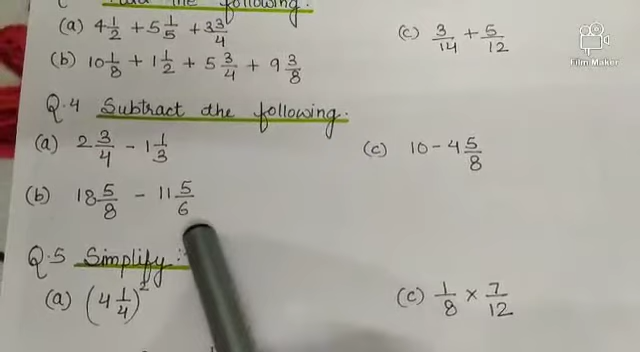 the following:
(a) 4 1/2 + 5 1/5 + 3 3/4
(c) 3/14 + 5/12
(b) 10 1/8 + 1 1/2 + 5 3/4 + 9 3/8
Q.4 Subtract the following:
(a) 2 3/4 - 1 1/3
(c) 10 - 4 5/8
(b) 18 5/8 - 11 5/6
Q.5 Simplify :
(a) (4 1/4)²
(c) 1/8 × 7/12
Film Maker